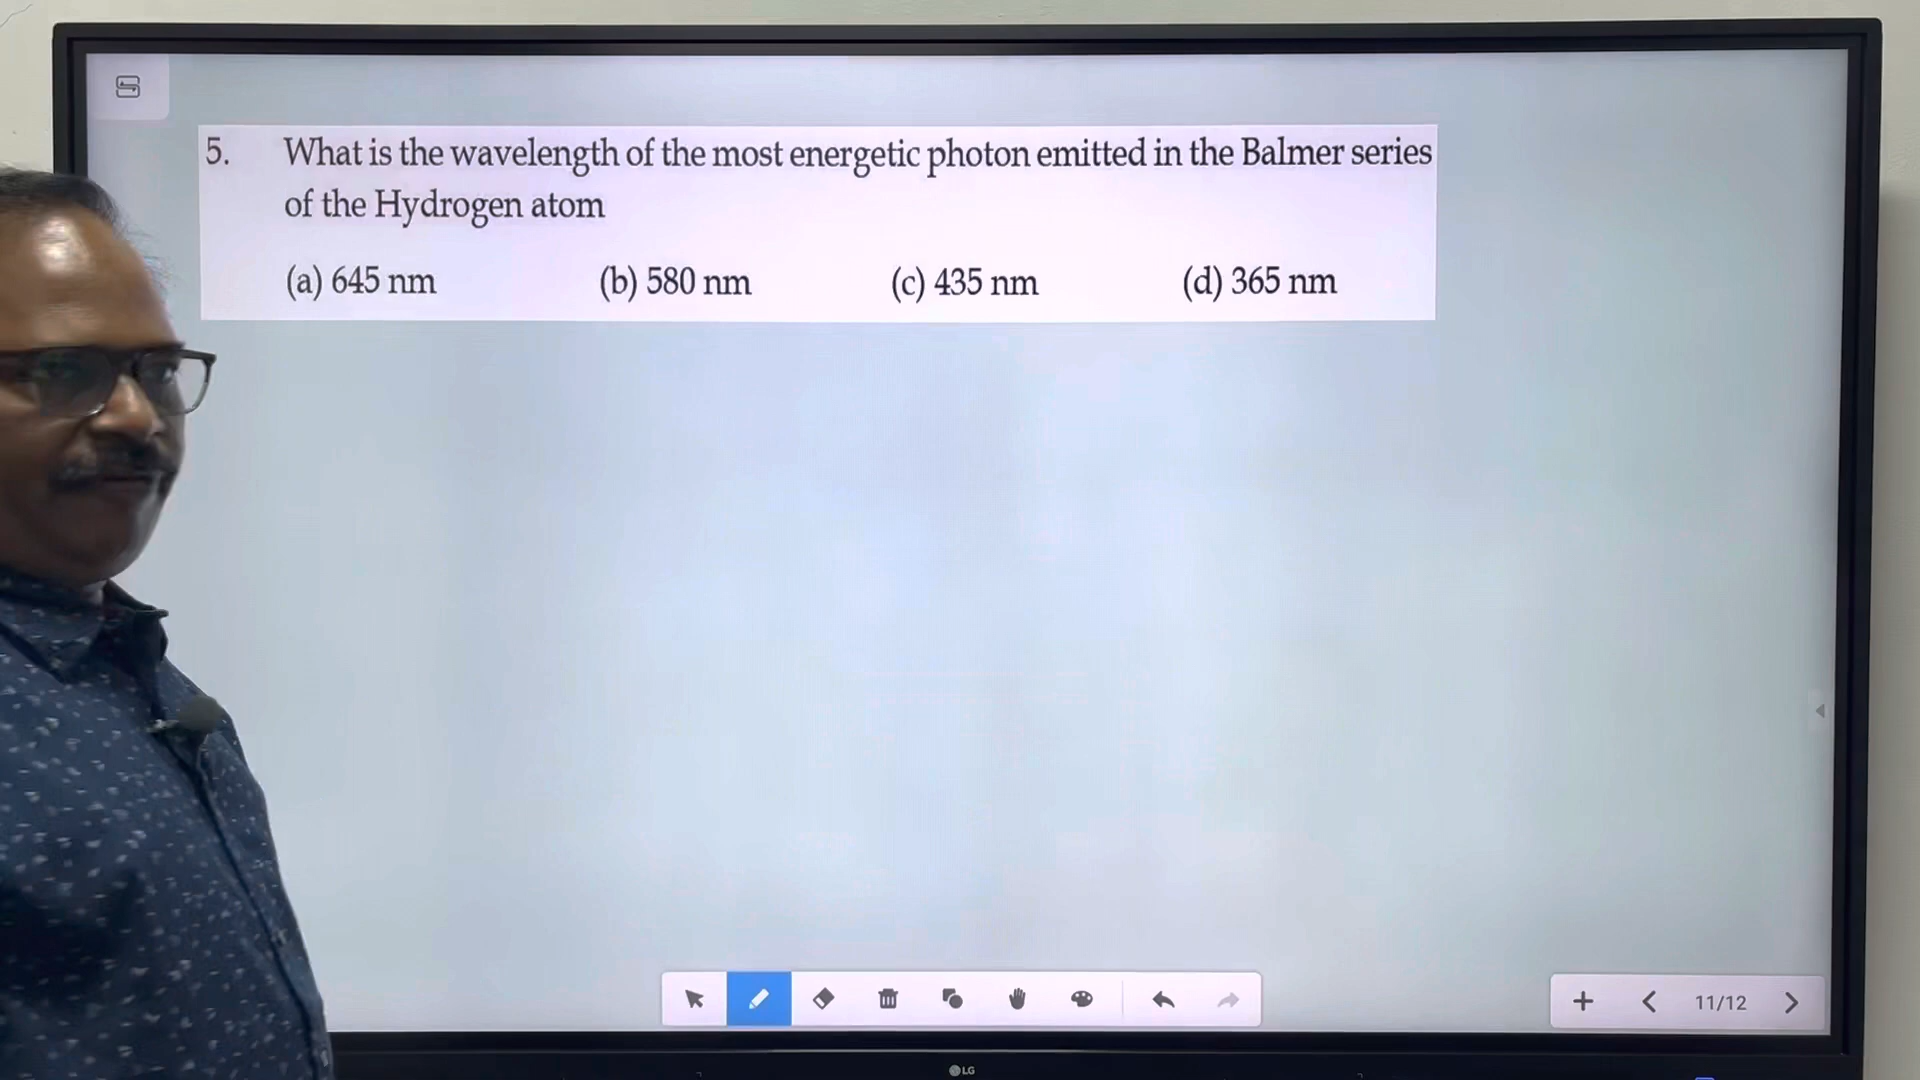 5. What is the wavelength of the most energetic photon emitted in the Balmer series
of the Hydrogen atom
(a) 645 nm (b) 580 nm (c) 435 nm (d) 365 nm
11/12
LG